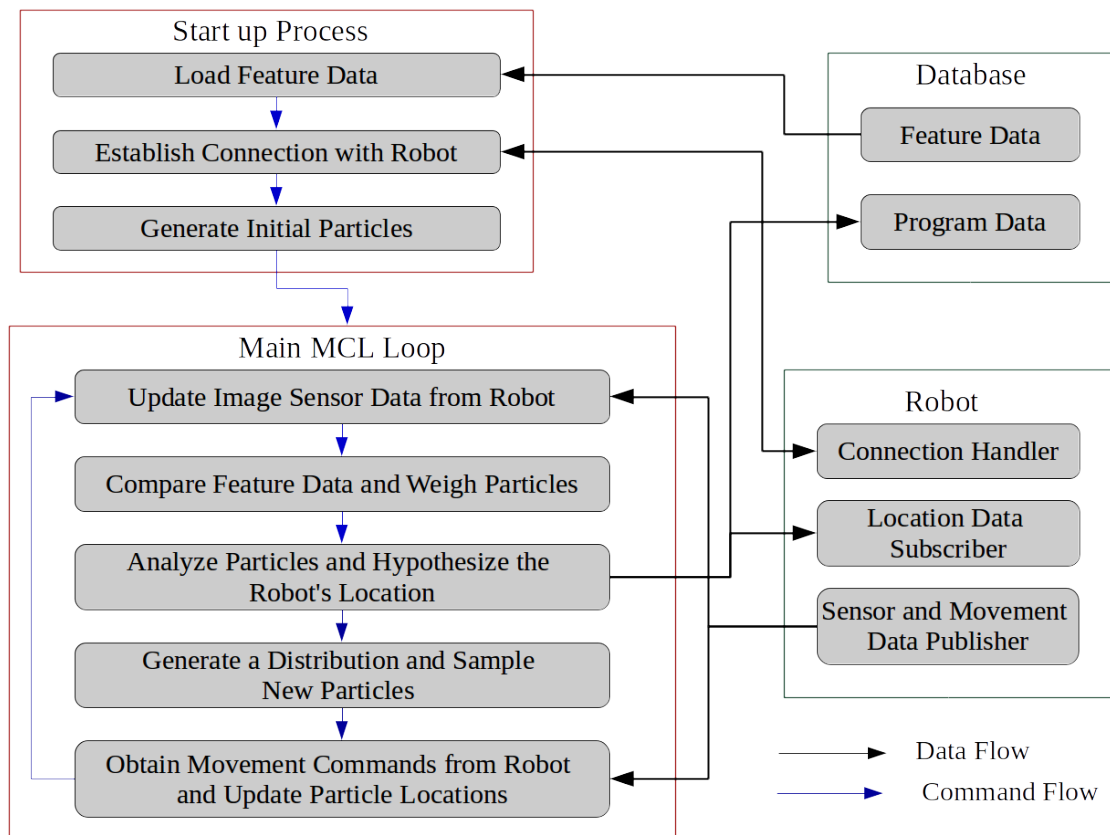 Start up Process
Load Feature Data
Establish Connection with Robot
Generate Initial Particles
Database
Feature Data
Program Data
Main MCL Loop
Update Image Sensor Data from Robot
Compare Feature Data and Weigh Particles
Analyze Particles and Hypothesize the
Robot's Location
Generate a Distribution and Sample
New Particles
Obtain Movement Commands from Robot
and Update Particle Locations
Robot
Connection Handler
Location Data
Subscriber
Sensor and Movement
Data Publisher
Data Flow
Command Flow